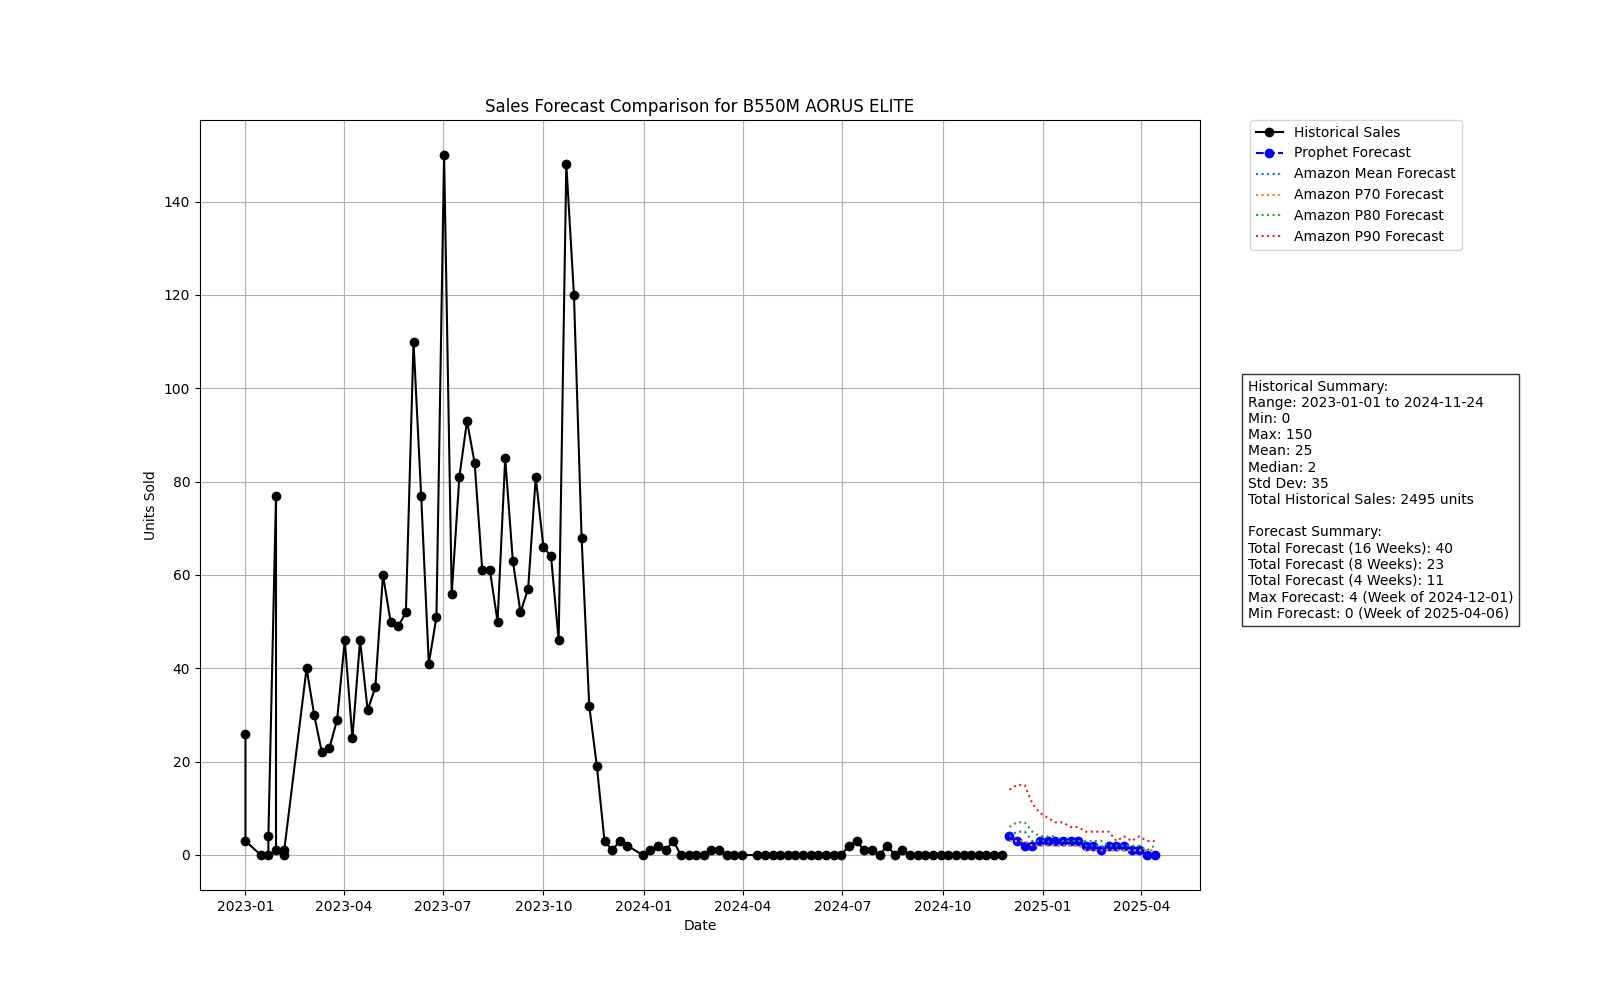 Sales Forecast Comparison for B550M AORUS ELITE
Historical Sales
Prophet Forecast
Amazon Mean Forecast
Amazon P70 Forecast
Amazon P80 Forecast
Amazon P90 Forecast
140
120
100
80
60
40
20
0
Units Sold
2023-01
2023-04
2023-07
2023-10
2024-01
2024-04
2024-07
2024-10
2025-01
2025-04
Date
Historical Summary:
Range: 2023-01-01 to 2024-11-24
Min: 0
Max: 150
Mean: 25
Median: 2
Std Dev: 35
Total Historical Sales: 2495 units
Forecast Summary:
Total Forecast (16 Weeks): 40
Total Forecast (8 Weeks): 23
Total Forecast (4 Weeks): 11
Max Forecast: 4 (Week of 2024-12-01)
Min Forecast: 0 (Week of 2025-04-06)